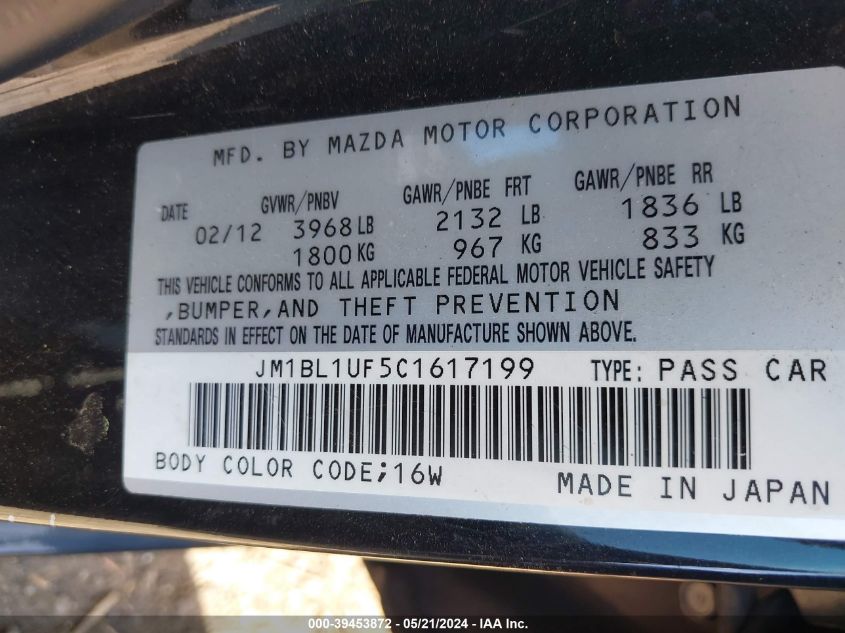 MFD. BY MAZDA MOTOR CORPORATION
DATE GVWR/PNBV GAWR/PNBE FRT GAWR/PNBE RR
02/12 3968 LB 2132 LB 1836 LB
1800 KG 967 KG 833 KG
THIS VEHICLE CONFORMS TO ALL APPLICABLE FEDERAL MOTOR VEHICLE SAFETY
,BUMPER,AND THEFT PREVENTION
STANDARDS IN EFFECT ON THE DATE OF MANUFACTURE SHOWN ABOVE.
JM1BL1UF5C1617199 TYPE: PASS CAR
BODY COLOR CODE;16W MADE IN JAPAN
000-39453872 - 05/21/2024 - IAA Inc.